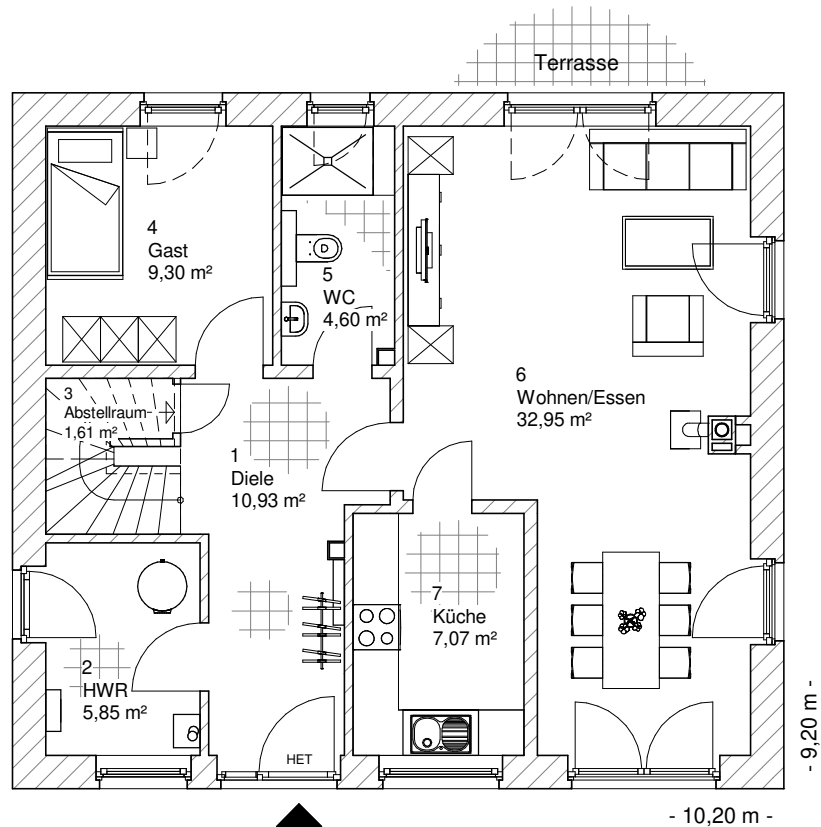 Terrasse
4
Gast
9,30 m²
5
WC
4,60 m²
6
Wohnen/Essen
32,95 m²
3
Abstellraum
1,61 m²
1
Diele
10,93 m²
7
Küche
7,07 m²
2
HWR
5,85 m²
HET
- 9,20 m -
- 10,20 m -